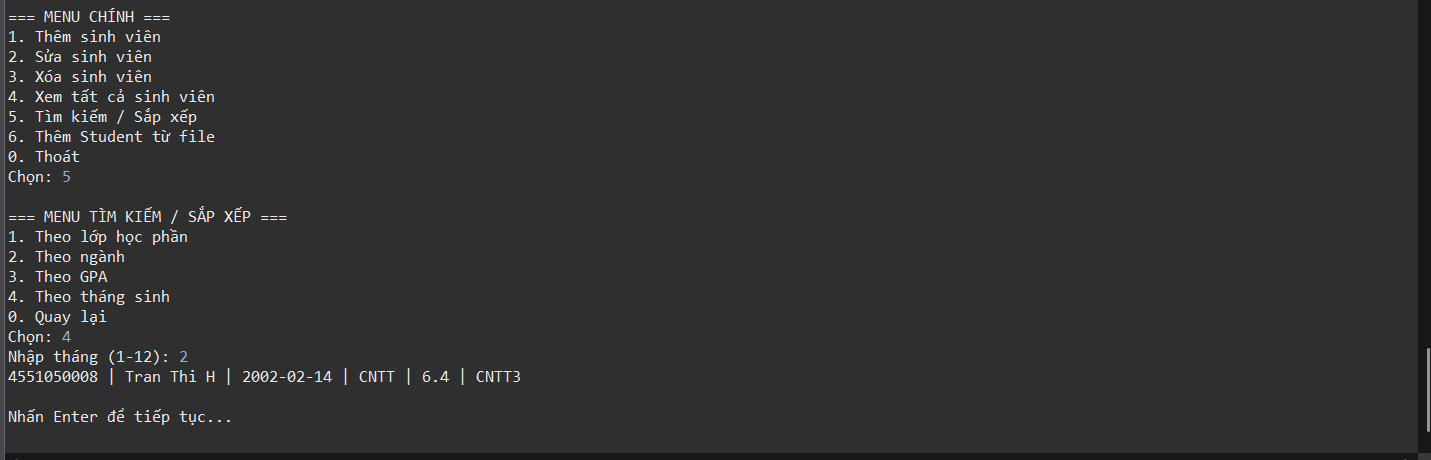 === MENU CHÍNH ===
1. Thêm sinh viên
2. Sửa sinh viên
3. Xóa sinh viên
4. Xem tất cả sinh viên
5. Tìm kiếm / Sắp xếp
6. Thêm Student từ file
0. Thoát
Chọn: 5
=== MENU TÌM KIẾM / SẮP XẾP ===
1. Theo lớp học phần
2. Theo ngành
3. Theo GPA
4. Theo tháng sinh
0. Quay lại
Chọn: 4
Nhập tháng (1-12): 2
4551050008 | Tran Thi H | 2002-02-14 | CNTT | 6.4 | CNTT3
Nhấn Enter để tiếp tục...